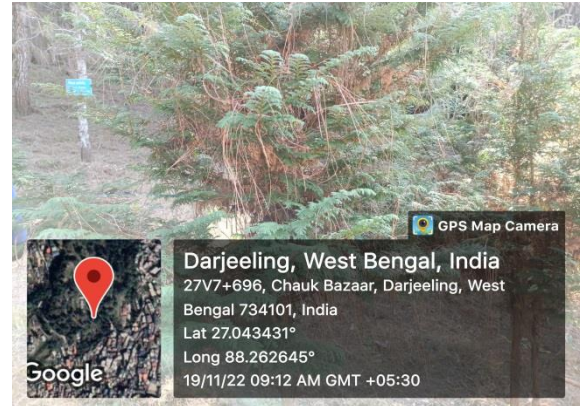 GPS Map Camera
Darjeeling, West Bengal, India
27V7+696, Chauk Bazaar, Darjeeling, West
Bengal 734101, India
Lat 27.043431°
Long 88.262645°
19/11/22 09:12 AM GMT +05:30
Google